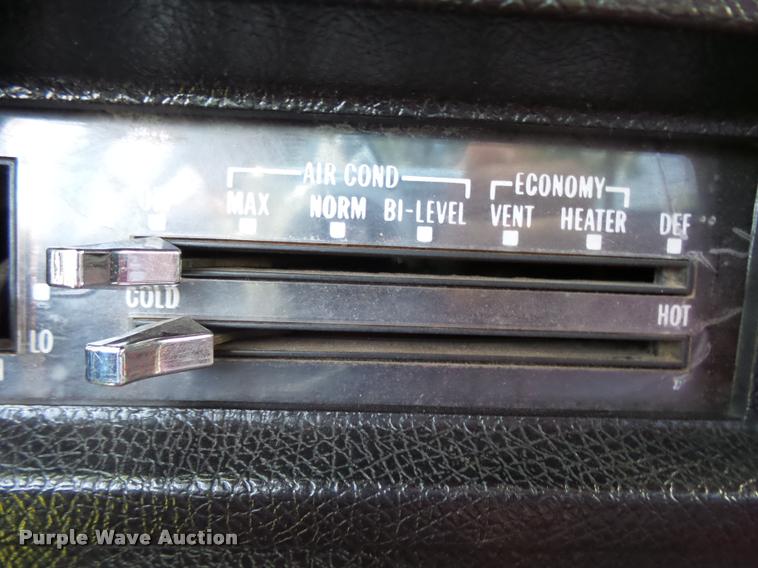 AIR COND
ECONOMY
MAX NORM BI-LEVEL VENT HEATER DEF
COLD HOT
LO
Purple Wave Auction